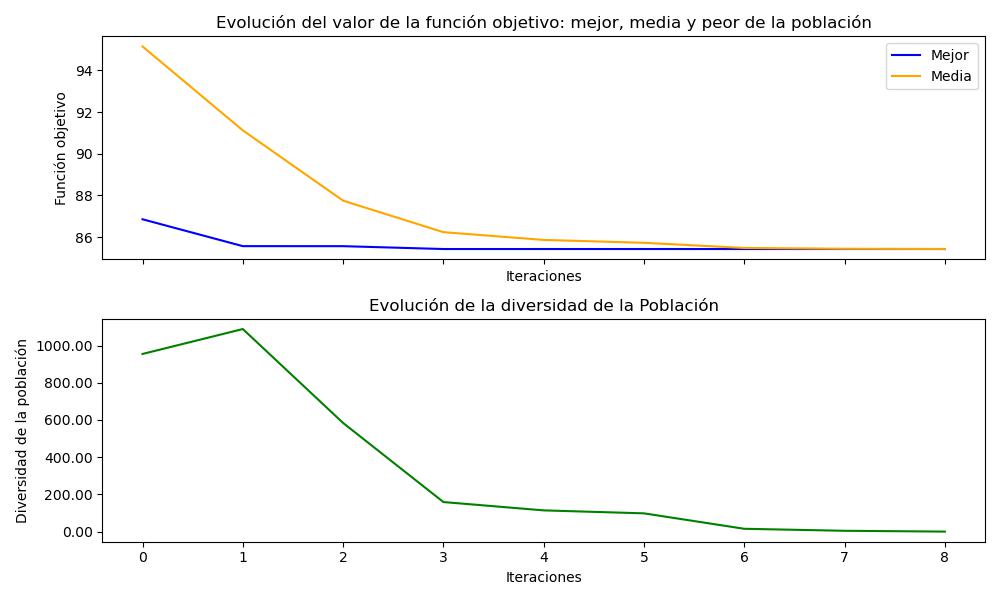 Evolución del valor de la función objetivo: mejor, media y peor de la población
Mejor
Media
Función objetivo
94
92
90
88
86
Iteraciones
Evolución de la diversidad de la Población
Diversidad de la población
1000.00
800.00
600.00
400.00
200.00
0.00
0 1 2 3 4 5 6 7 8
Iteraciones